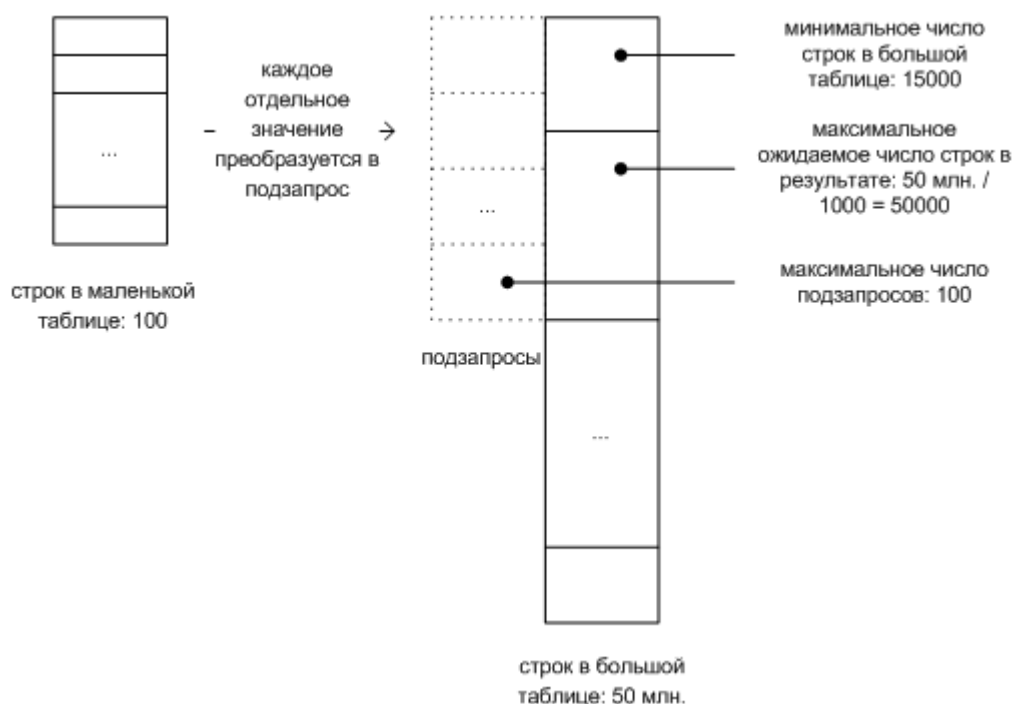 каждое
отдельное
значение
преобразуется в
подзапрос
...
строк в маленькой
таблице: 100
минимальное число
строк в большой
таблице: 15000
максимальное
ожидаемое число строк в
результате: 50 млн. /
1000 = 50000
...
максимальное число
подзапросов: 100
подзапросы
...
строк в большой
таблице: 50 млн.